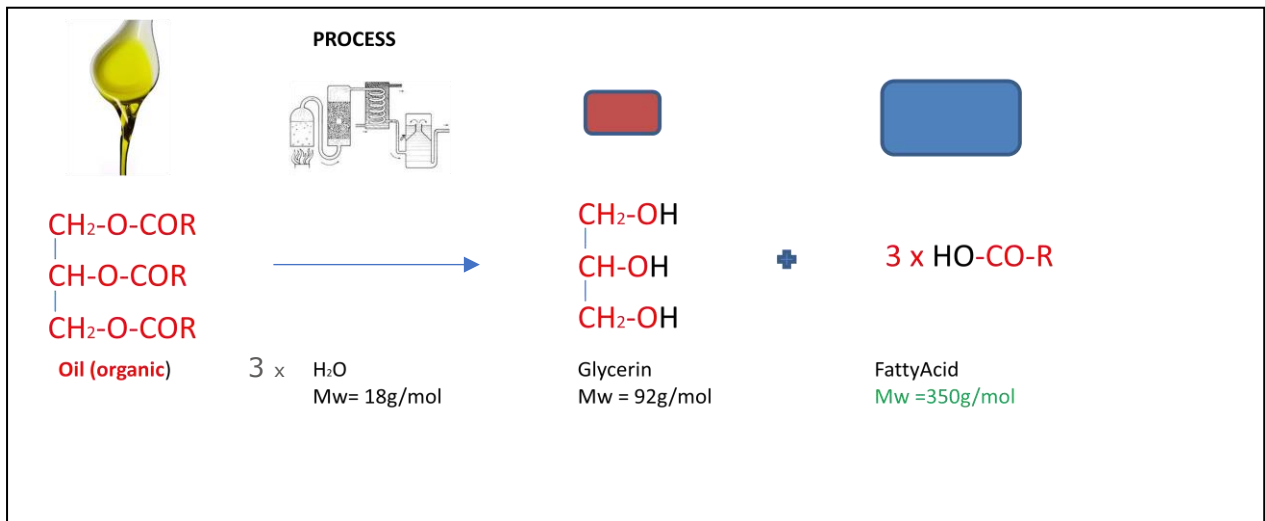 PROCESS
CH₂-O-COR
CH-O-COR
CH₂-O-COR
CH₂-OH
CH-OH
CH₂-OH
3 x HO-CO-R
Oil (organic)
3 x H₂O
Mw= 18g/mol
Glycerin
Mw = 92g/mol
FattyAcid
Mw =350g/mol